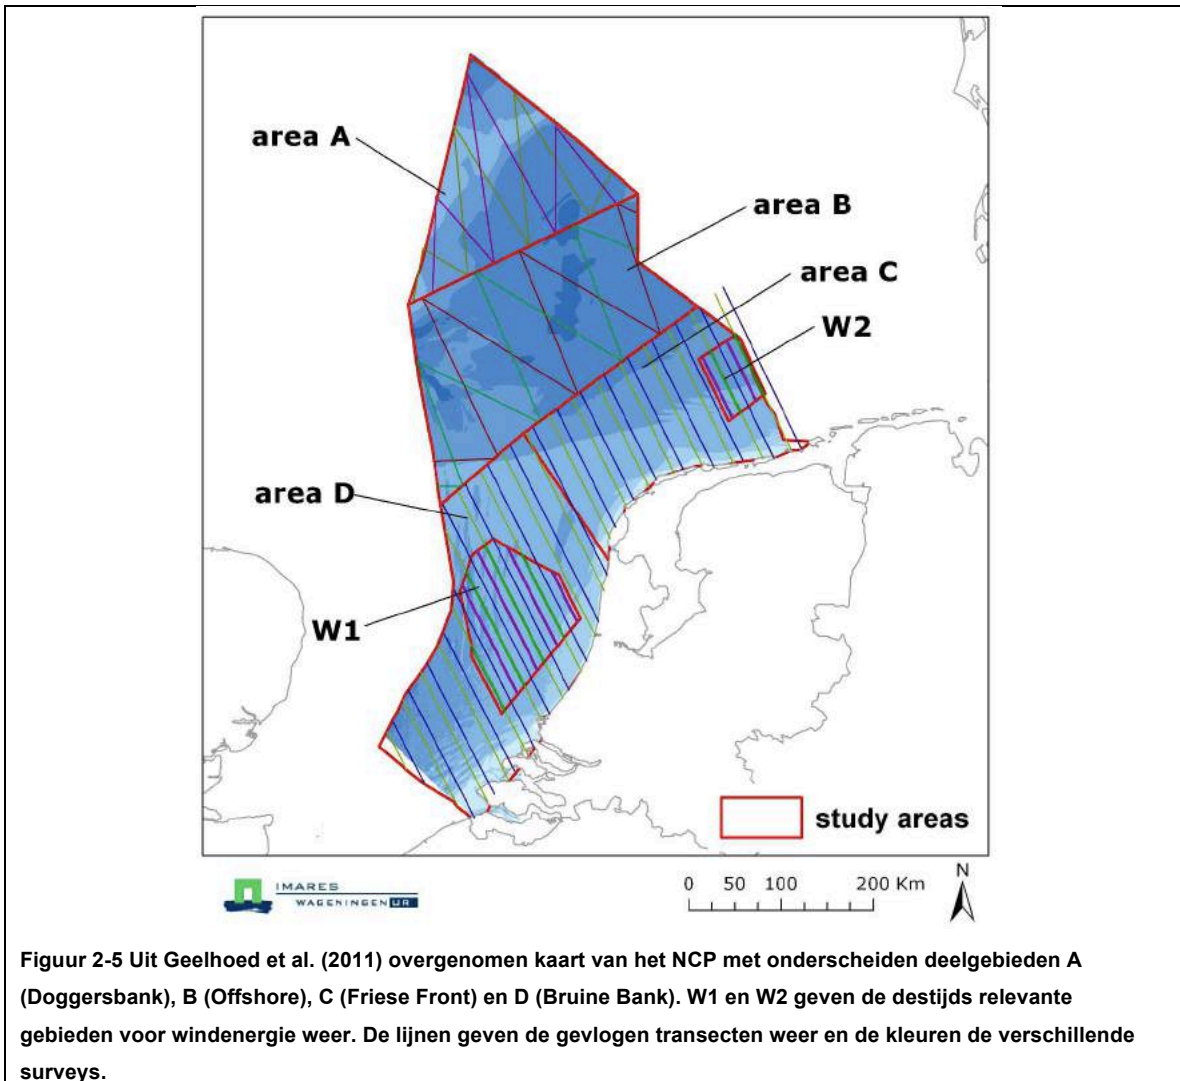 area A
area B
area C
W2
area D
W1
study areas
IMARES
WAGENINGEN UR
0 50 100 200 Km
N
Figuur 2-5 Uit Geelhoed et al. (2011) overgenomen kaart van het NCP met onderscheiden deelgebieden A
(Doggersbank), B (Offshore), C (Friese Front) en D (Bruine Bank). W1 en W2 geven de destijds relevante
gebieden voor windenergie weer. De lijnen geven de gevlogen transecten weer en de kleuren de verschillende
surveys.